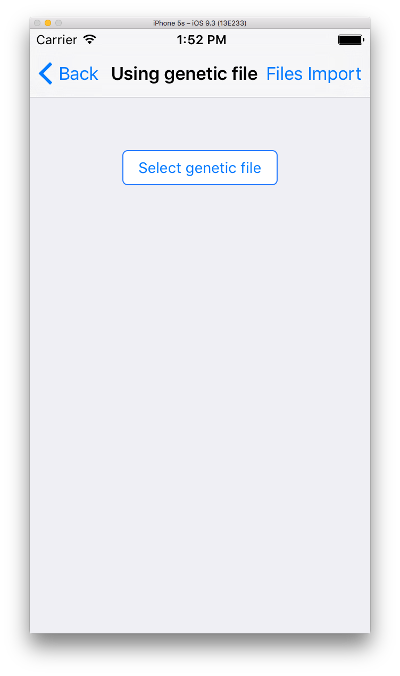 iPhone 5s – iOS 9.3 (13E233)
Carrier 1:52 PM
Back Using genetic file Files Import
Select genetic file